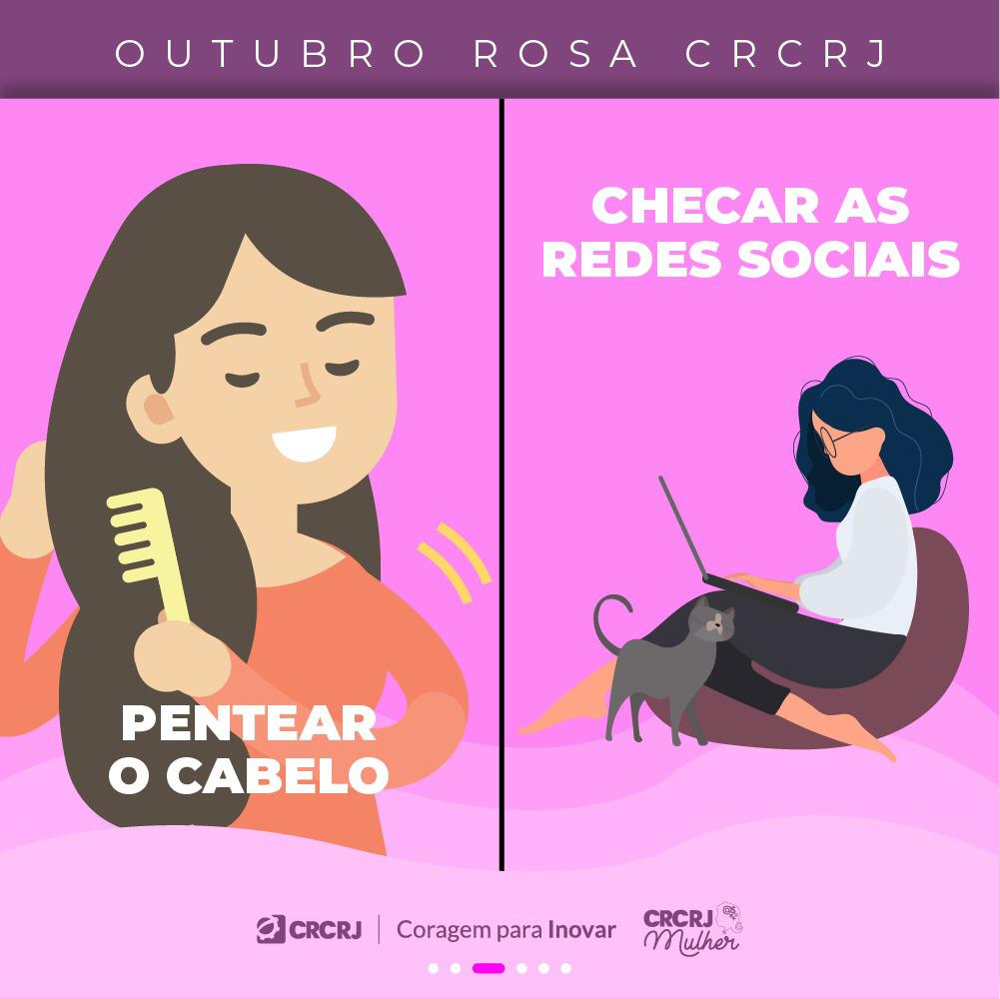 OUTUBRO ROSA CRCRJ
PENTEAR
O CABELO
CHECAR AS
REDES SOCIAIS
CRCRJ
Coragem para Inovar
CRCRJ
Mulher